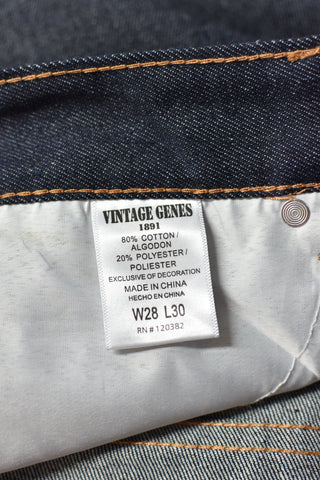 VINTAGE GENES
1891
80% COTTON/
ALGODON
20% POLYESTER/
POLIESTER
EXCLUSIVE OF DECORATION
MADE IN CHINA
HECHO EN CHINA
W28 L30
RN# 120382